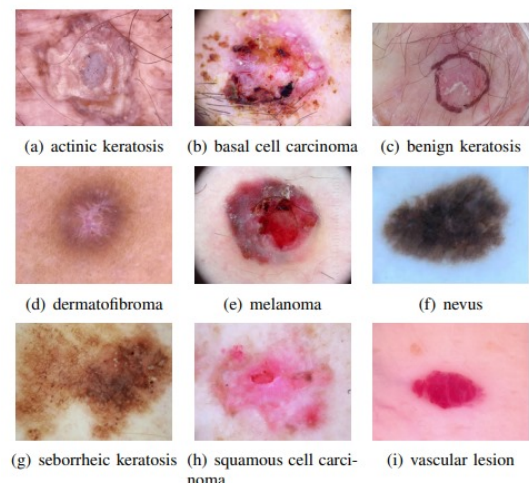 (a) actinic keratosis
(b) basal cell carcinoma
(c) benign keratosis
(d) dermatofibroma
(e) melanoma
(f) nevus
(g) seborrheic keratosis
(h) squamous cell carci-
noma
(i) vascular lesion